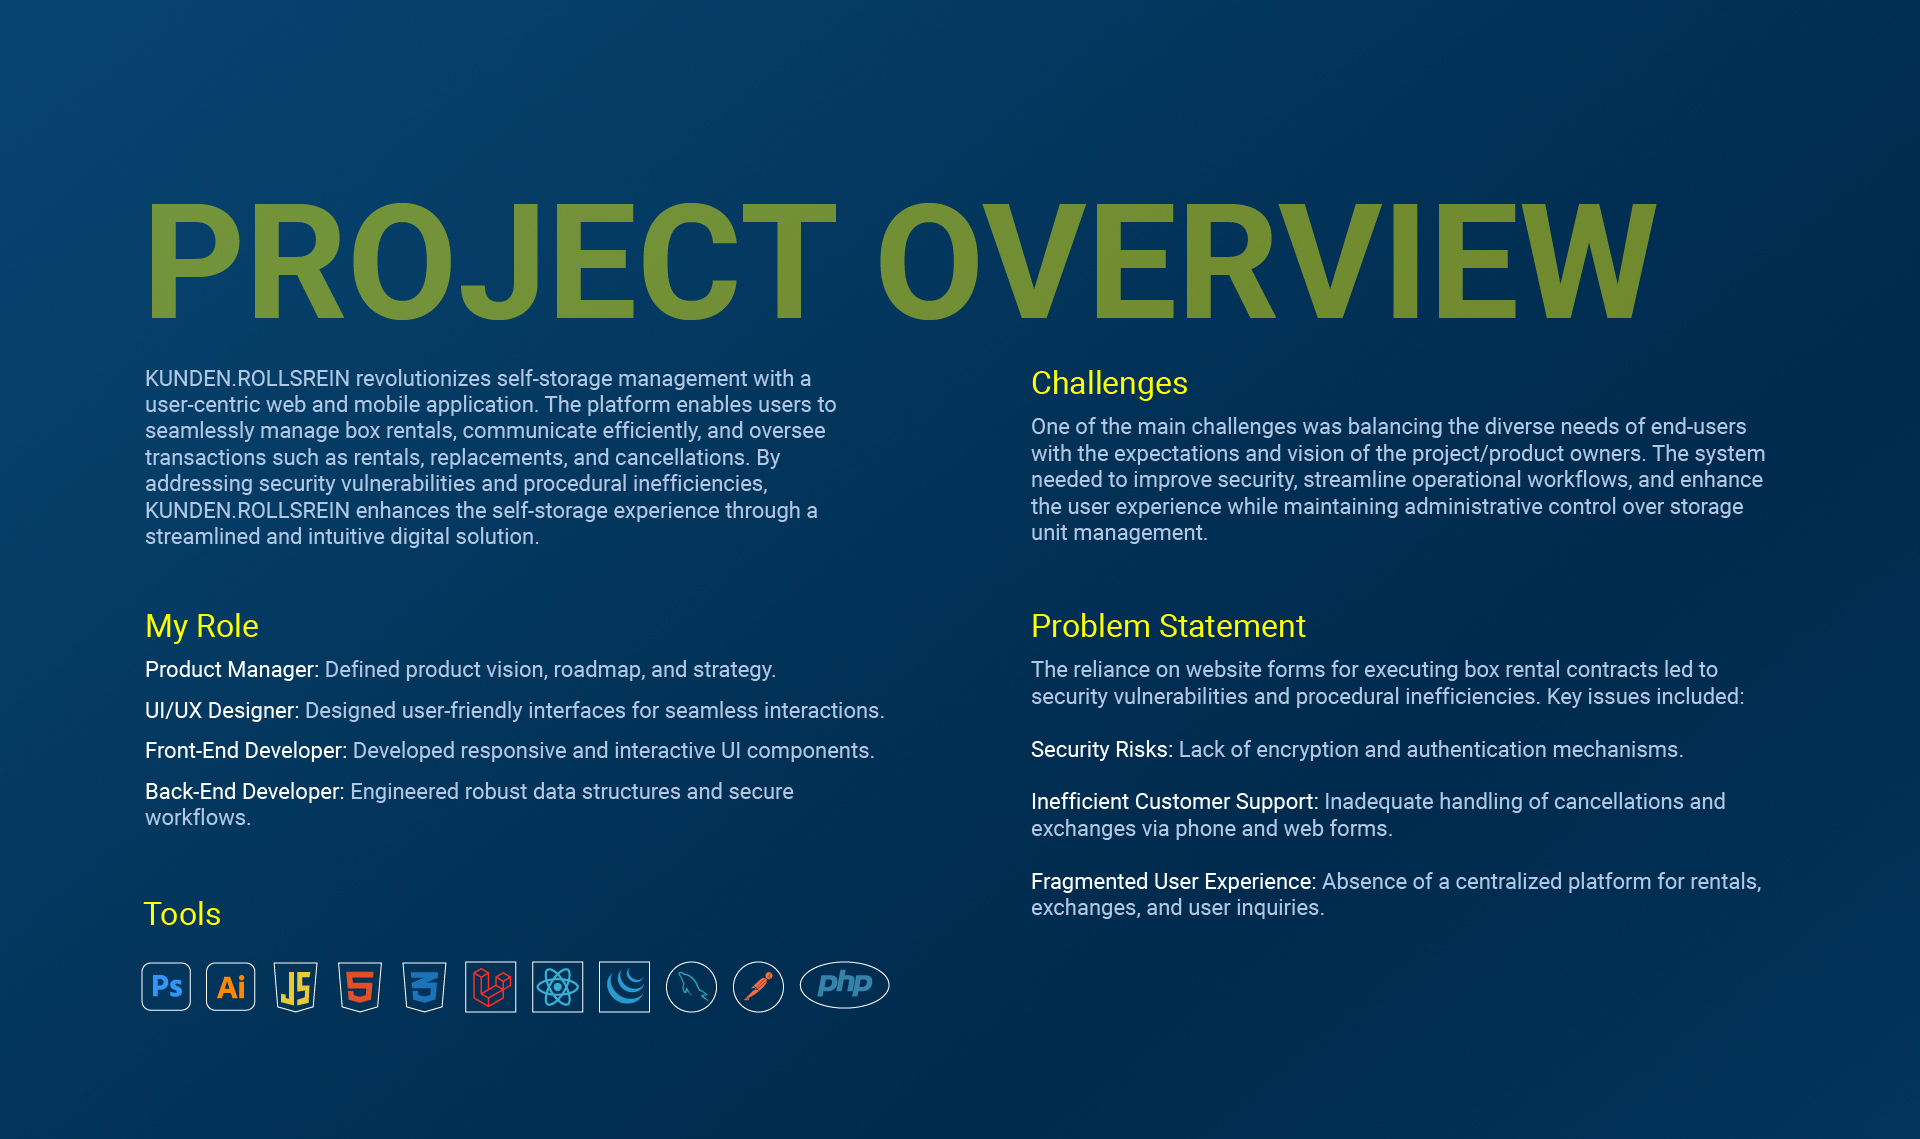 PROJECT OVERVIEW
KUNDEN.ROLLSREIN revolutionizes self-storage management with a
user-centric web and mobile application. The platform enables users to
seamlessly manage box rentals, communicate efficiently, and oversee
transactions such as rentals, replacements, and cancellations. By
addressing security vulnerabilities and procedural inefficiencies,
KUNDEN.ROLLSREIN enhances the self-storage experience through a
streamlined and intuitive digital solution.
My Role
Product Manager: Defined product vision, roadmap, and strategy.
UI/UX Designer: Designed user-friendly interfaces for seamless interactions.
Front-End Developer: Developed responsive and interactive UI components.
Back-End Developer: Engineered robust data structures and secure
workflows.
Tools
Ps Ai JS 5 3 php
Challenges
One of the main challenges was balancing the diverse needs of end-users
with the expectations and vision of the project/product owners. The system
needed to improve security, streamline operational workflows, and enhance
the user experience while maintaining administrative control over storage
unit management.
Problem Statement
The reliance on website forms for executing box rental contracts led to
security vulnerabilities and procedural inefficiencies. Key issues included:
Security Risks: Lack of encryption and authentication mechanisms.
Inefficient Customer Support: Inadequate handling of cancellations and
exchanges via phone and web forms.
Fragmented User Experience: Absence of a centralized platform for rentals,
exchanges, and user inquiries.